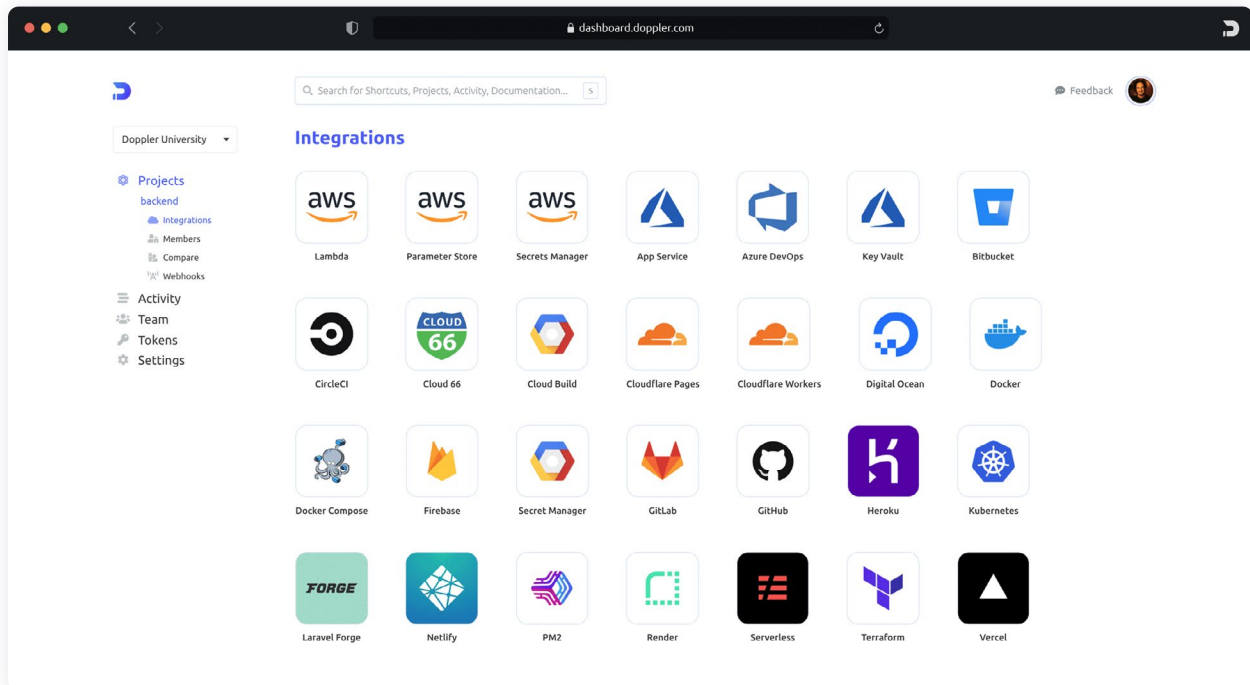 dashboard.doppler.com
Search for Shortcuts, Projects, Activity, Documentation... S
Feedback
Doppler University
Projects
backend
Integrations
Members
Compare
Webhooks
Activity
Team
Tokens
Settings
Integrations
aws aws aws
Lambda Parameter Store Secrets Manager App Service Azure DevOps Key Vault Bitbucket
CLOUD
66
CircleCI Cloud 66 Cloud Build Cloudflare Pages Cloudflare Workers Digital Ocean Docker
Docker Compose Firebase Secret Manager GitLab GitHub Heroku Kubernetes
FORGE
Laravel Forge Netlify PM2 Render Serverless Terraform Vercel